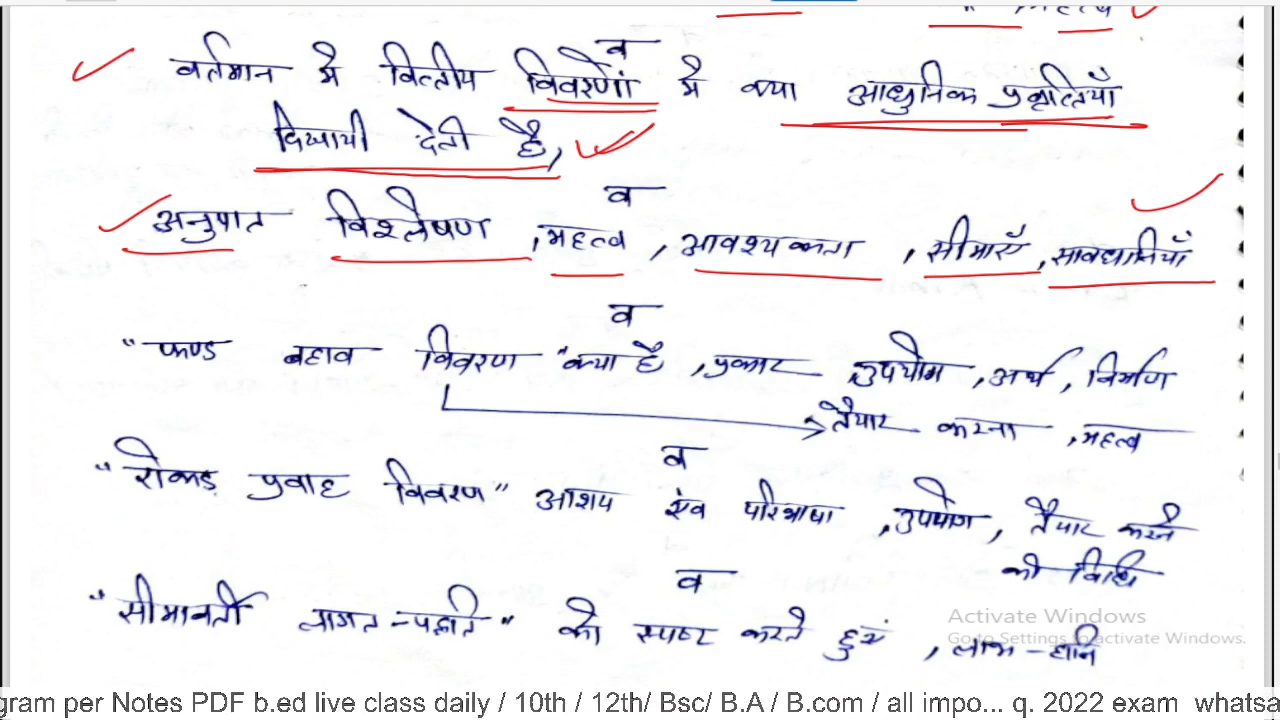 महत्व
व
वर्तमान मे वित्तीय विवरणों मे क्या आधुनिक प्रवृत्तियाँ
दिखायी देती है,
व
अनुपात विश्लेषण, महत्व, आवश्यकता, सीमाएँ, सावधानियाँ
व
"फण्ड बहाव विवरण" क्या है, प्रकार उपयोग, अर्थ, निर्माण
तैयार करना, महत्व
व
"रोकड़ प्रवाह विवरण" आशय एंव परिभाषा, उपयोग, तैयार करने
की विधि
व
"सीमावर्ती लागत-पद्धति" को स्पष्ट करते हुयें, लाभ-हानि
Activate Windows
Go to Settings to activate Windows.
gram per Notes PDF b.ed live class daily / 10th / 12th/ Bsc/ B.A / B.com / all impo... q. 2022 exam whatsa